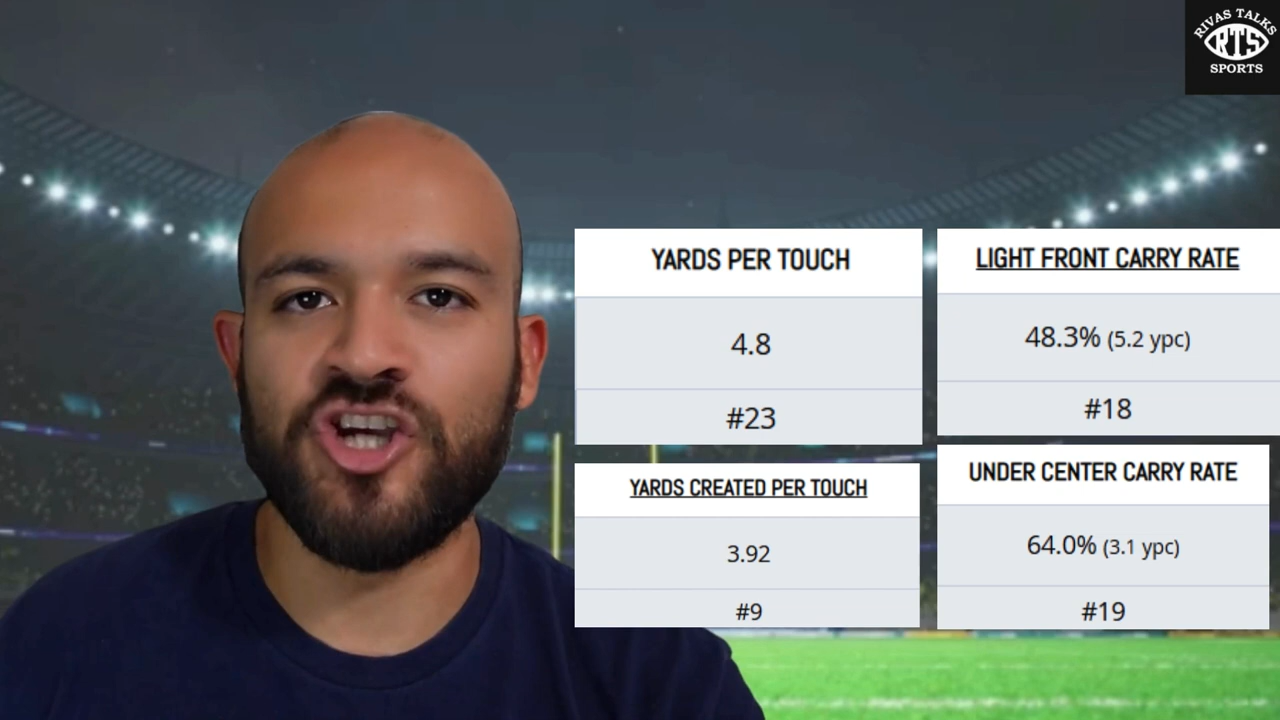 RIVAS TALKS
RTS
SPORTS
YARDS PER TOUCH
4.8
#23
LIGHT FRONT CARRY RATE
48.3% (5.2 ypc)
#18
YARDS CREATED PER TOUCH
3.92
#9
UNDER CENTER CARRY RATE
64.0% (3.1 ypc)
#19